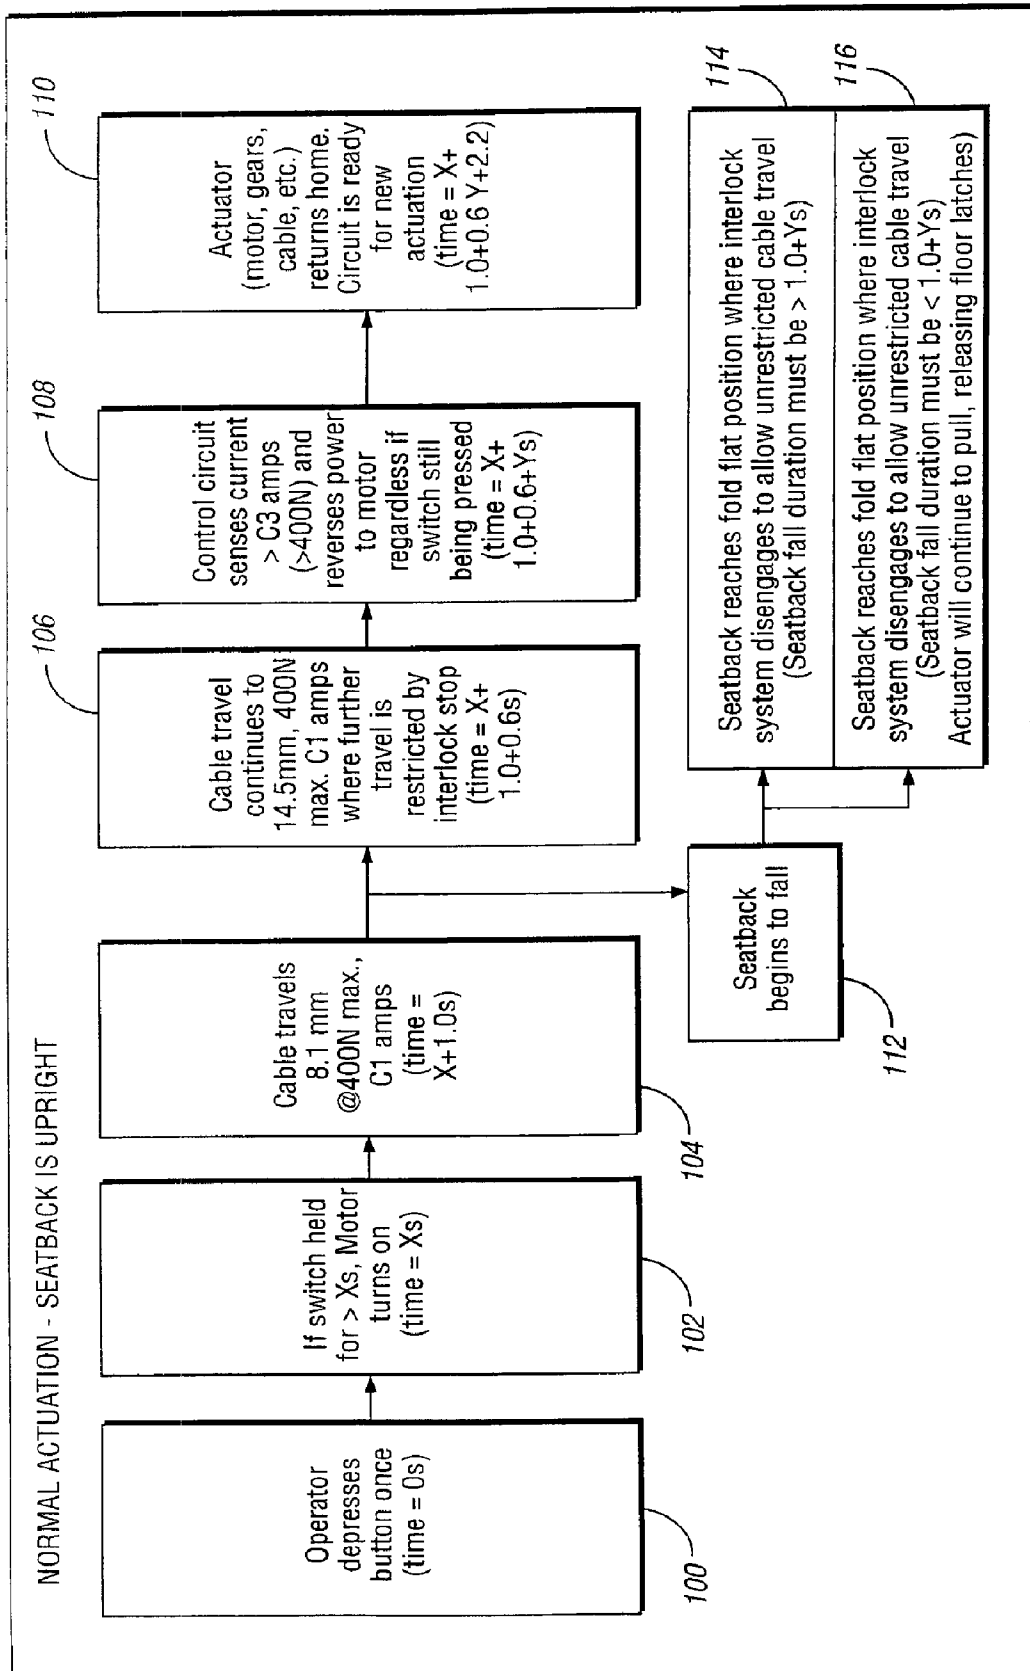 NORMAL ACTUATION - SEATBACK IS UPRIGHT
Operator
depresses
button once
(time = 0s)
100
If switch held
for > Xs, Motor
turns on
(time = Xs)
102
Cable travels
8.1 mm
@400N max.,
C1 amps
(time =
X+1.0s)
104
Cable travel
continues to
14.5mm, 400N
max. C1 amps
where further
travel is
restricted by
interlock stop
(time = X+
1.0+0.6s)
106
Control circuit
senses current
> C3 amps
(>400N) and
reverses power
to motor
regardless if
switch still
being pressed
(time = X+
1.0+0.6+Ys)
108
Actuator
(motor, gears,
cable, etc.)
returns home.
Circuit is ready
for new
actuation
(time = X+
1.0+0.6 Y+2.2)
110
Seatback
begins to fall
112
Seatback reaches fold flat position where interlock
system disengages to allow unrestricted cable travel
(Seatback fall duration must be > 1.0+Ys)
114
Seatback reaches fold flat position where interlock
system disengages to allow unrestricted cable travel
(Seatback fall duration must be < 1.0+Ys)
Actuator will continue to pull, releasing floor latches)
116